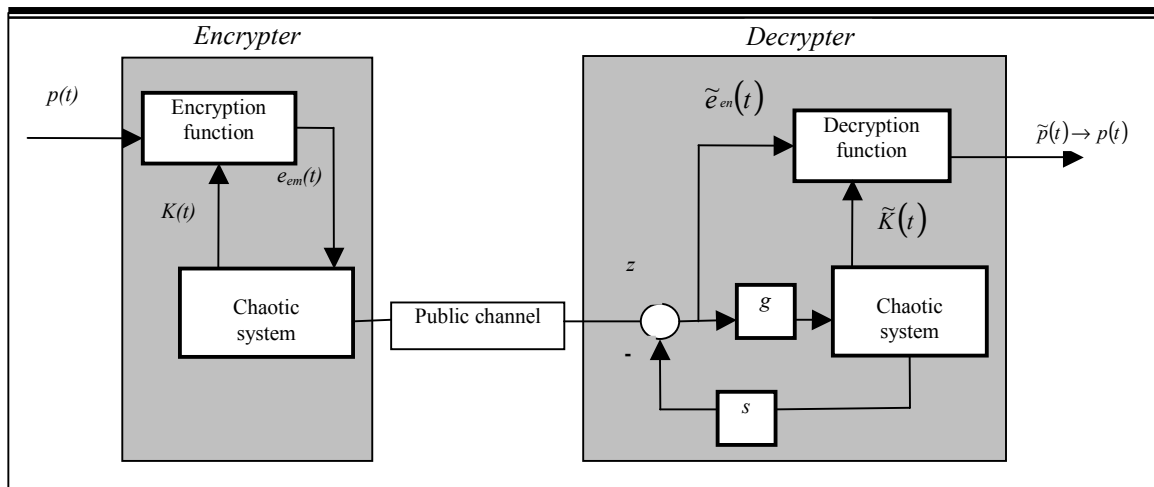 Encrypter
Decrypter
p(t)
Encryption
function
e_em(t)
K(t)
Chaotic
system
Public channel
z
-
g
s
ẽ_en(t)
Decryption
function
K̃(t)
Chaotic
system
p̃(t) → p(t)